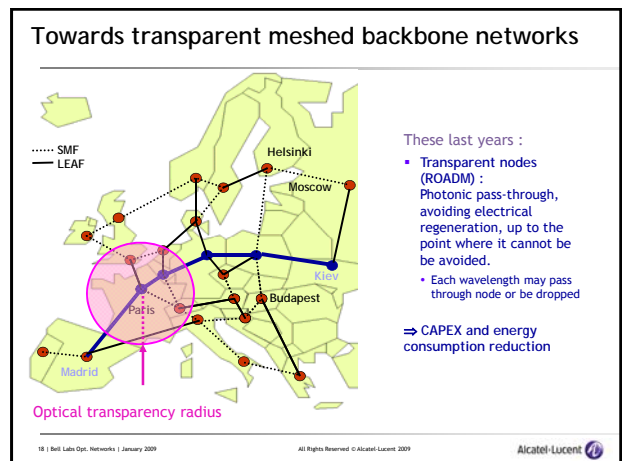 Towards transparent meshed backbone networks
SMF
LEAF
Helsinki
Moscow
Kiev
Paris
Budapest
Madrid
Optical transparency radius
These last years :
▪ Transparent nodes
(ROADM) :
Photonic pass-through,
avoiding electrical
regeneration, up to the
point where it cannot be
be avoided.
• Each wavelength may pass
through node or be dropped
⇒ CAPEX and energy
consumption reduction
18 | Bell Labs Opt. Networks | January 2009
All Rights Reserved © Alcatel-Lucent 2009
Alcatel·Lucent